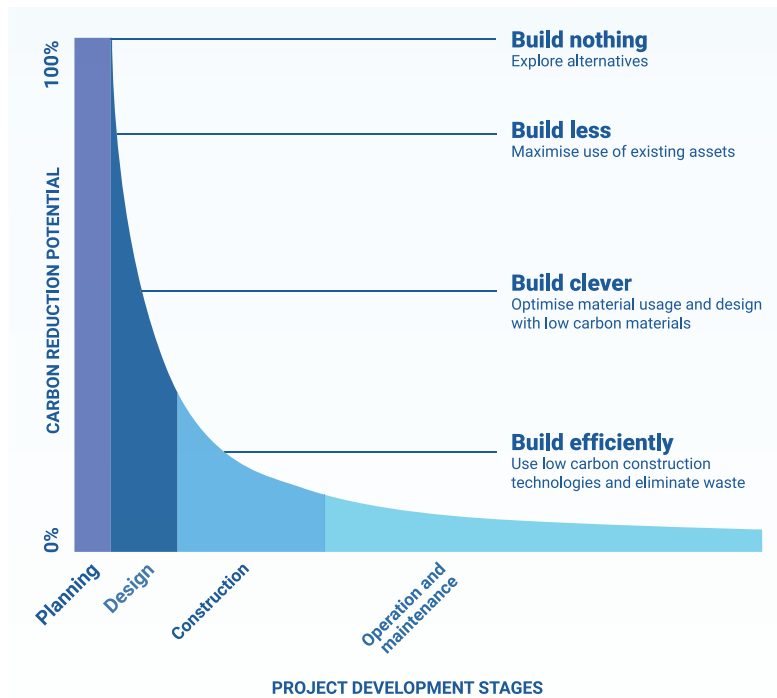 100%
CARBON REDUCTION POTENTIAL
0%
Build nothing
Explore alternatives
Build less
Maximise use of existing assets
Build clever
Optimise material usage and design
with low carbon materials
Build efficiently
Use low carbon construction
technologies and eliminate waste
Planning
Design
Construction
Operation and
maintenance
PROJECT DEVELOPMENT STAGES